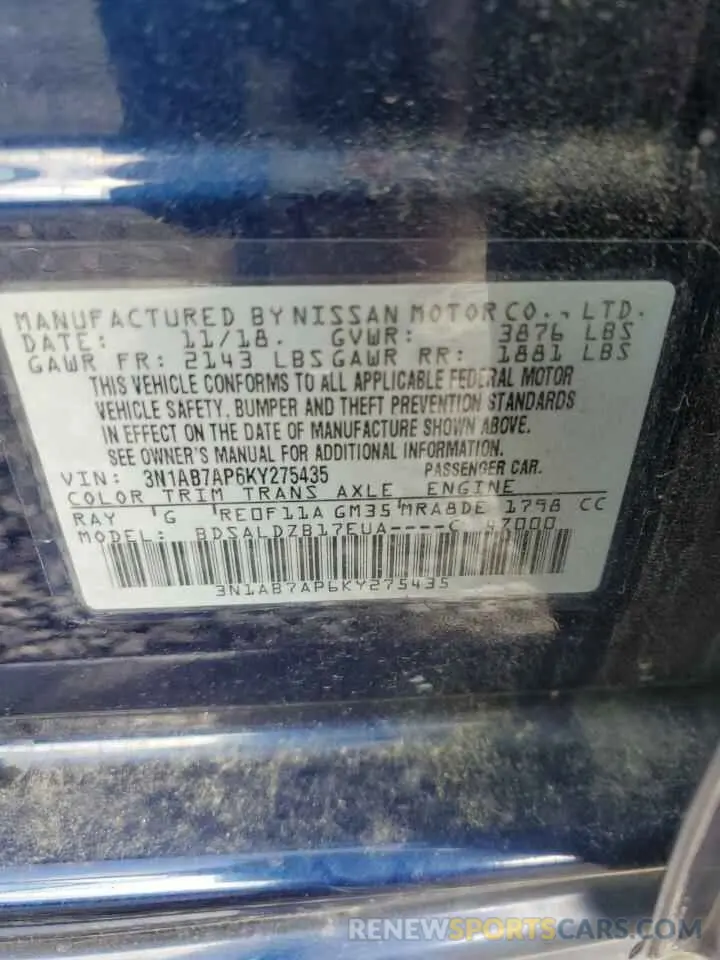 MANUFACTURED BY NISSAN MOTOR CO., LTD.
DATE: 11/18. GVWR: 3876 LBS
GAWR FR: 2143 LBS GAWR RR: 1881 LBS
THIS VEHICLE CONFORMS TO ALL APPLICABLE FEDERAL MOTOR
VEHICLE SAFETY, BUMPER AND THEFT PREVENTION STANDARDS
IN EFFECT ON THE DATE OF MANUFACTURE SHOWN ABOVE.
SEE OWNER'S MANUAL FOR ADDITIONAL INFORMATION.
VIN: 3N1AB7AP6KY275435 PASSENGER CAR.
COLOR TRIM TRANS AXLE ENGINE
RAY G RE0F11A GM35 MRA8DE 1798 CC
MODEL: BDSALDZB17EUA----C 47000
3N1AB7AP6KY275435
RENEWSPORTSCARS.COM